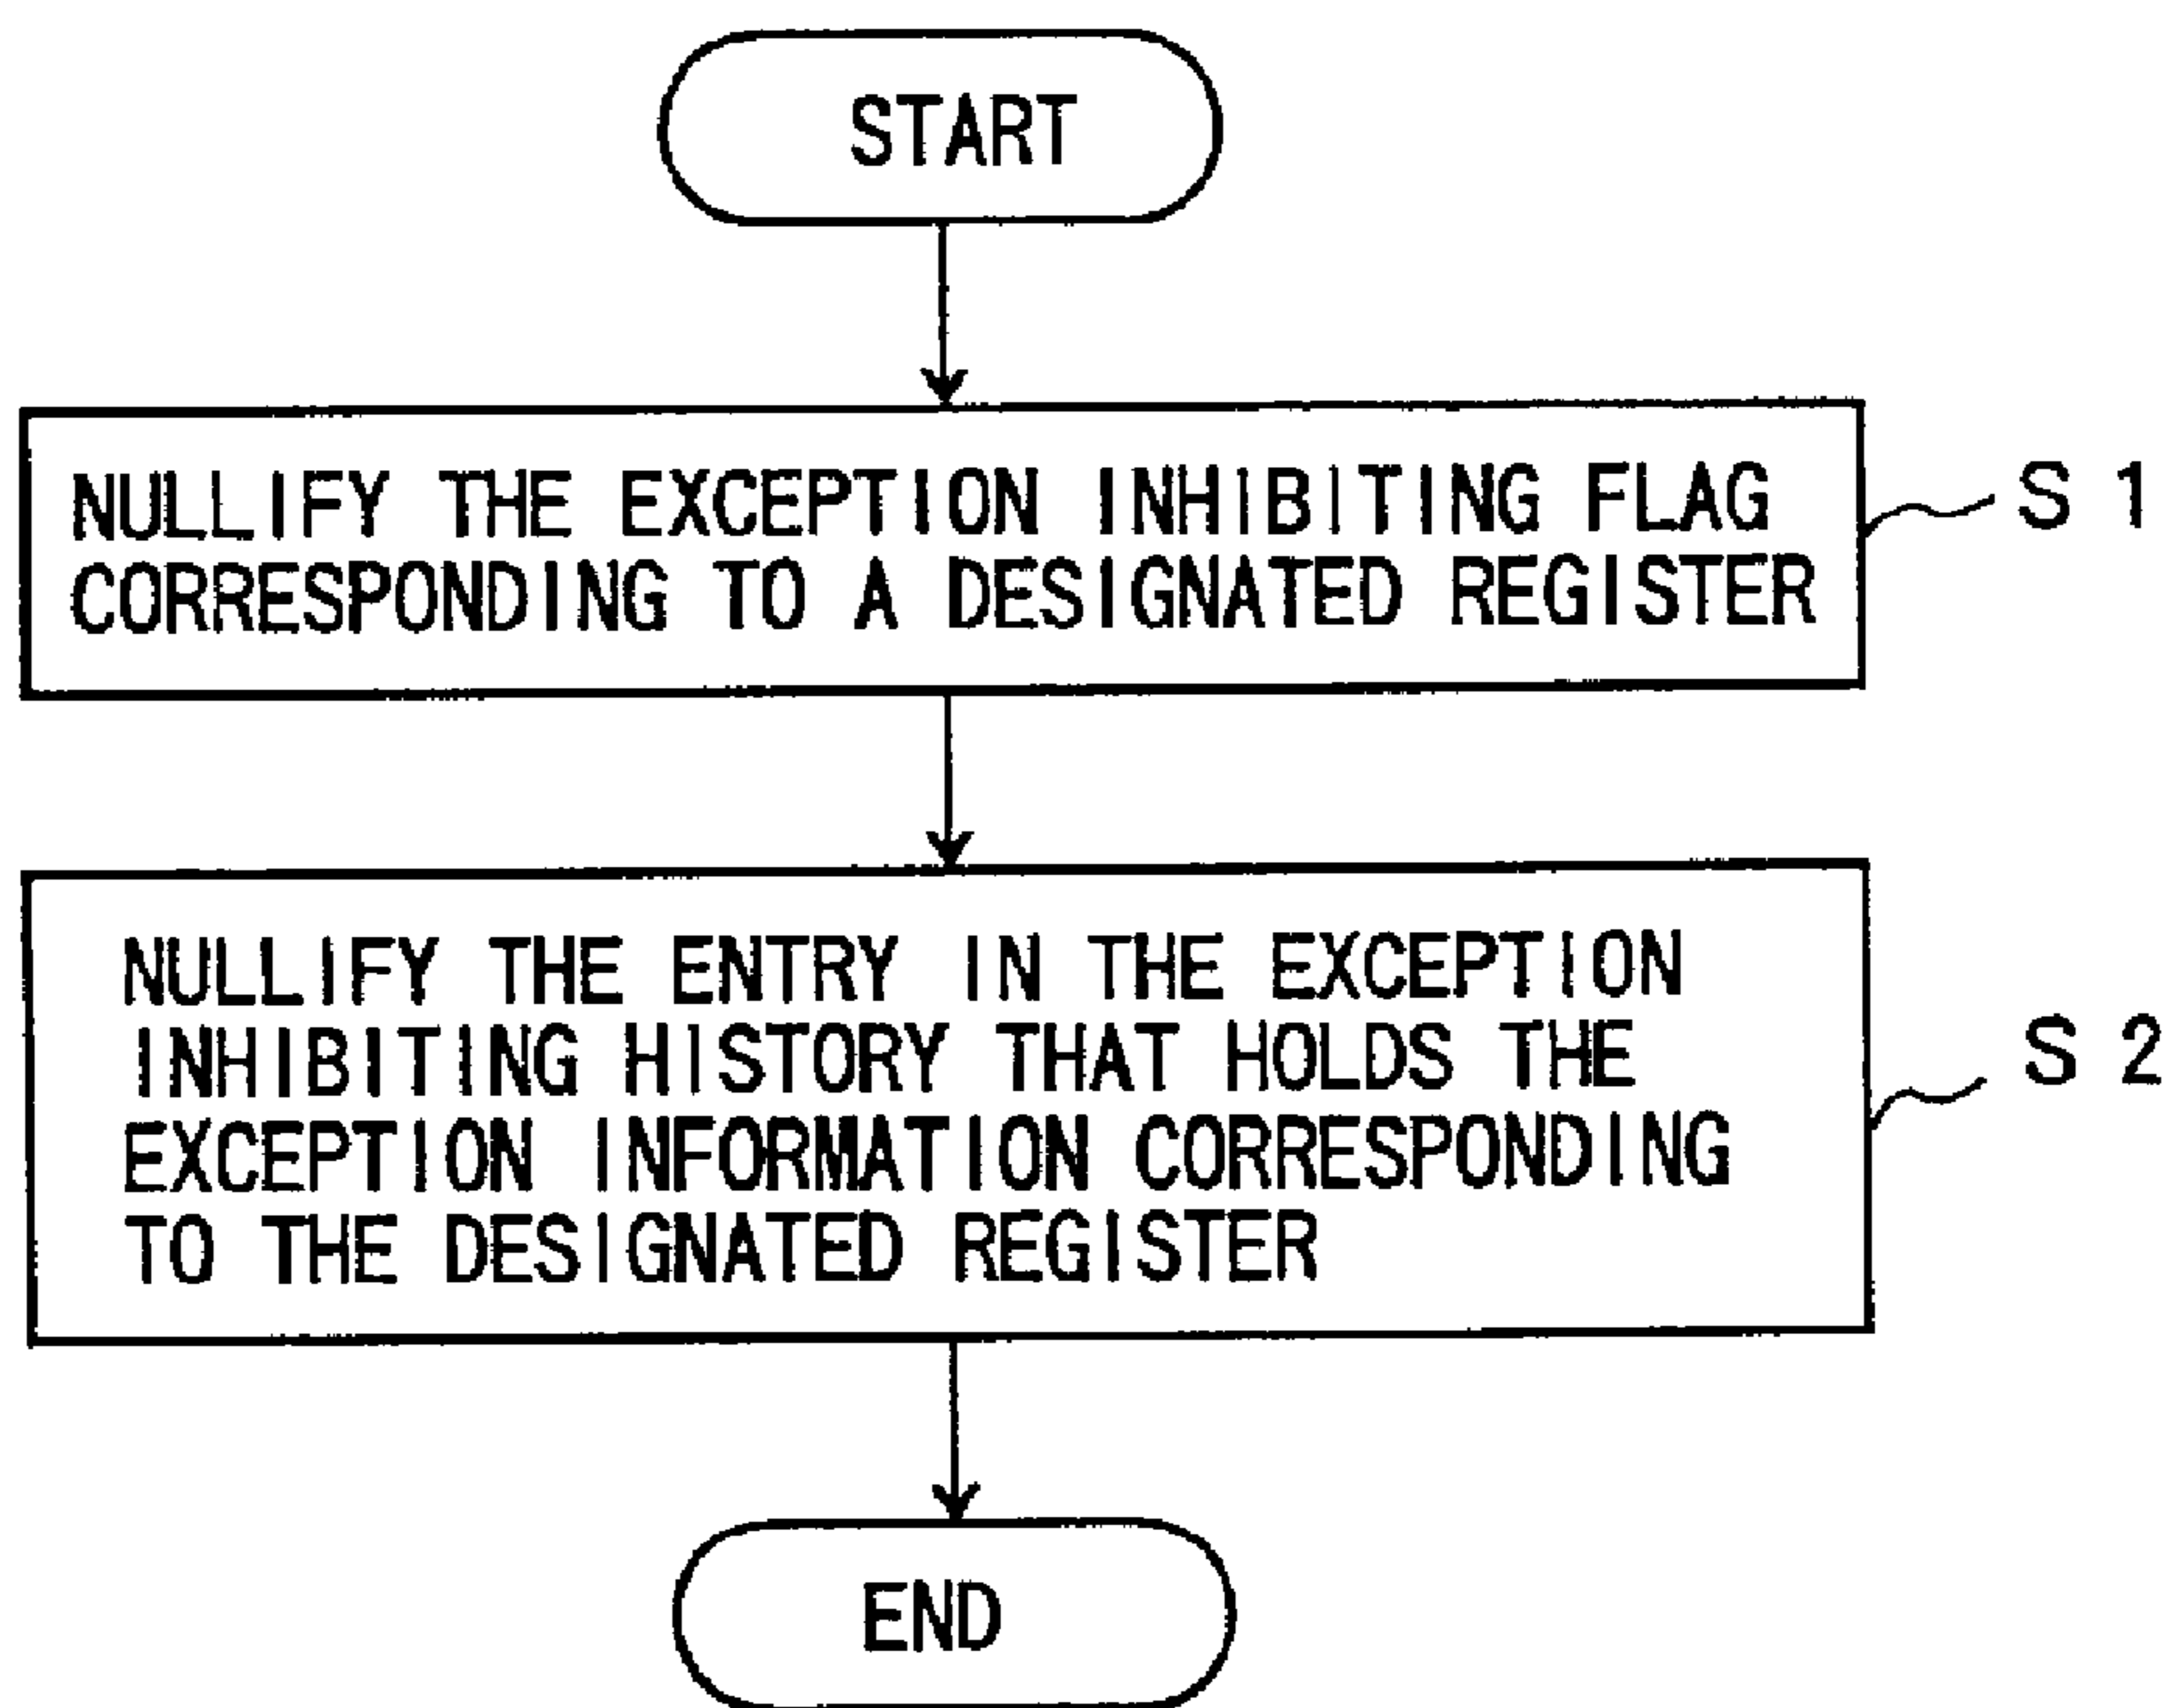 START
NULLIFY THE EXCEPTION INHIBITING FLAG
CORRESPONDING TO A DESIGNATED REGISTER
S 1
NULLIFY THE ENTRY IN THE EXCEPTION
INHIBITING HISTORY THAT HOLDS THE
EXCEPTION INFORMATION CORRESPONDING
TO THE DESIGNATED REGISTER
S 2
END